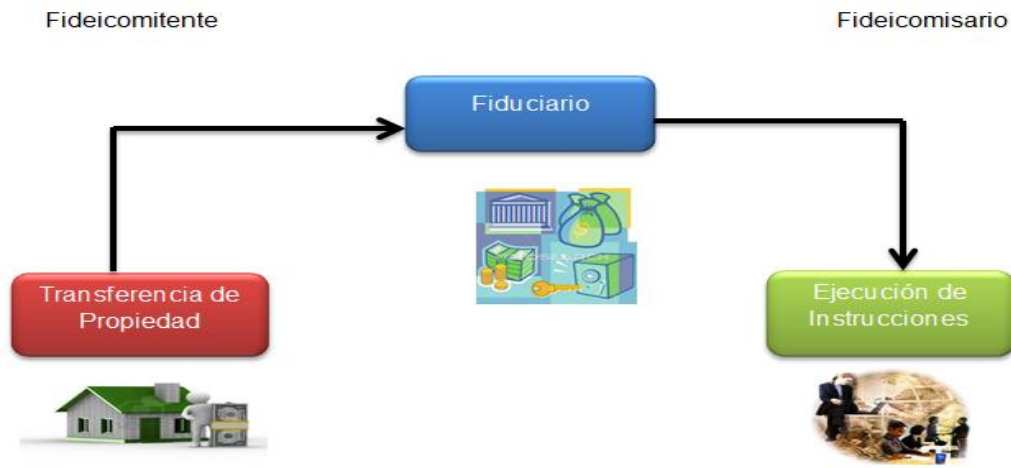 Fideicomitente
Fideicomisario
Fiduciario
Transferencia de
Propiedad
Ejecución de
Instrucciones